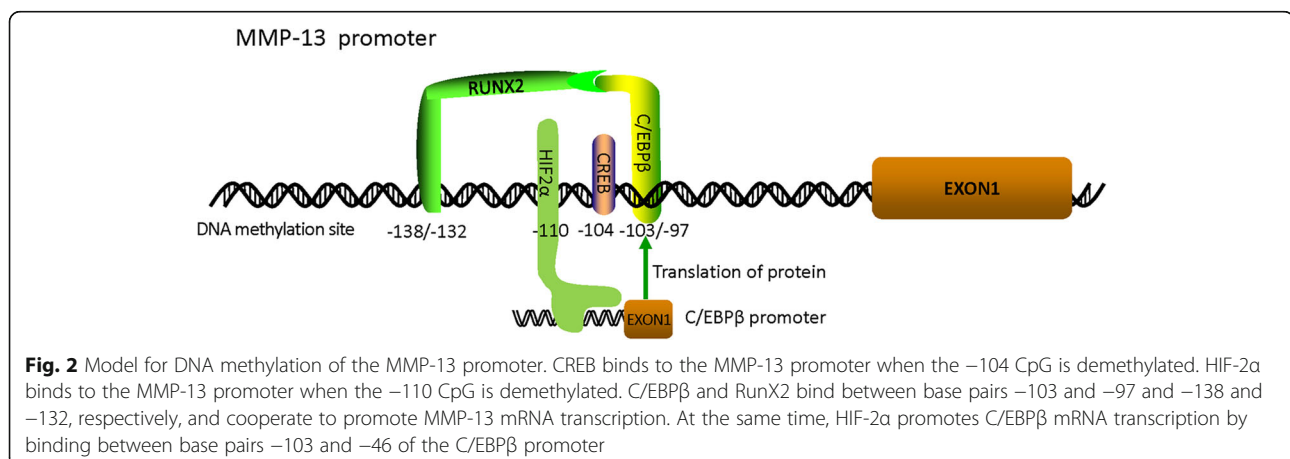 MMP-13 promoter
RUNX2
C/EBPβ
HIF2α
CREB
EXON1
DNA methylation site
-138/-132
-110
-104
-103/-97
Translation of protein
EXON1
C/EBPβ promoter
Fig. 2 Model for DNA methylation of the MMP-13 promoter. CREB binds to the MMP-13 promoter when the −104 CpG is demethylated. HIF-2α
binds to the MMP-13 promoter when the −110 CpG is demethylated. C/EBPβ and RunX2 bind between base pairs −103 and −97 and −138 and
−132, respectively, and cooperate to promote MMP-13 mRNA transcription. At the same time, HIF-2α promotes C/EBPβ mRNA transcription by
binding between base pairs −103 and −46 of the C/EBPβ promoter